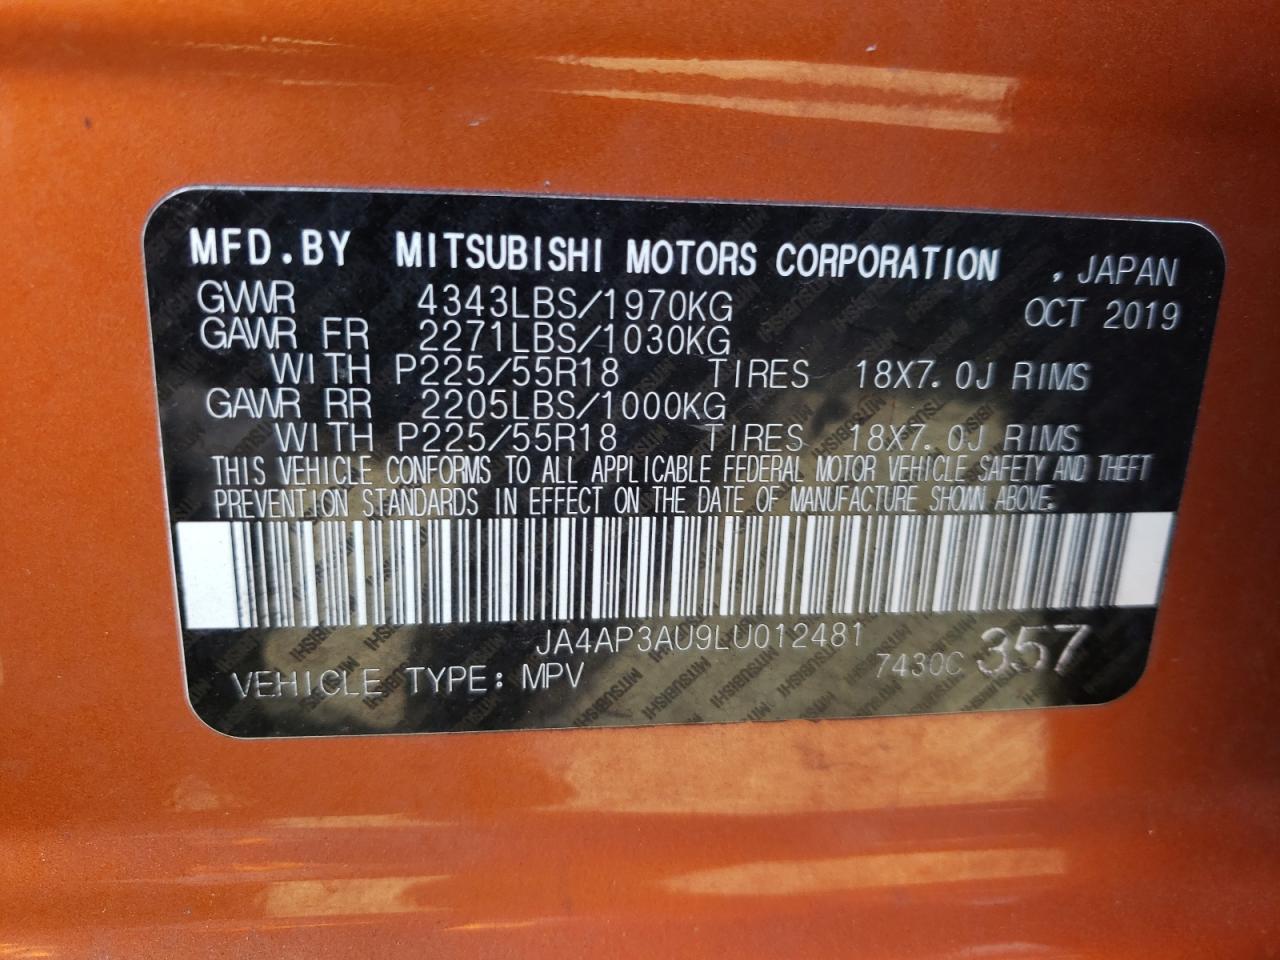 MFD.BY MITSUBISHI MOTORS CORPORATION , JAPAN
GVWR 4343LBS/1970KG OCT 2019
GAWR FR 2271LBS/1030KG
WITH P225/55R18 TIRES 18X7.0J RIMS
GAWR RR 2205LBS/1000KG
WITH P225/55R18 TIRES 18X7.0J RIMS
THIS VEHICLE CONFORMS TO ALL APPLICABLE FEDERAL MOTOR VEHICLE SAFETY AND THEFT
PREVENTION STANDARDS IN EFFECT ON THE DATE OF MANUFACTURE SHOWN ABOVE.
JA4AP3AU9LU012481
VEHICLE TYPE: MPV 7430C 357